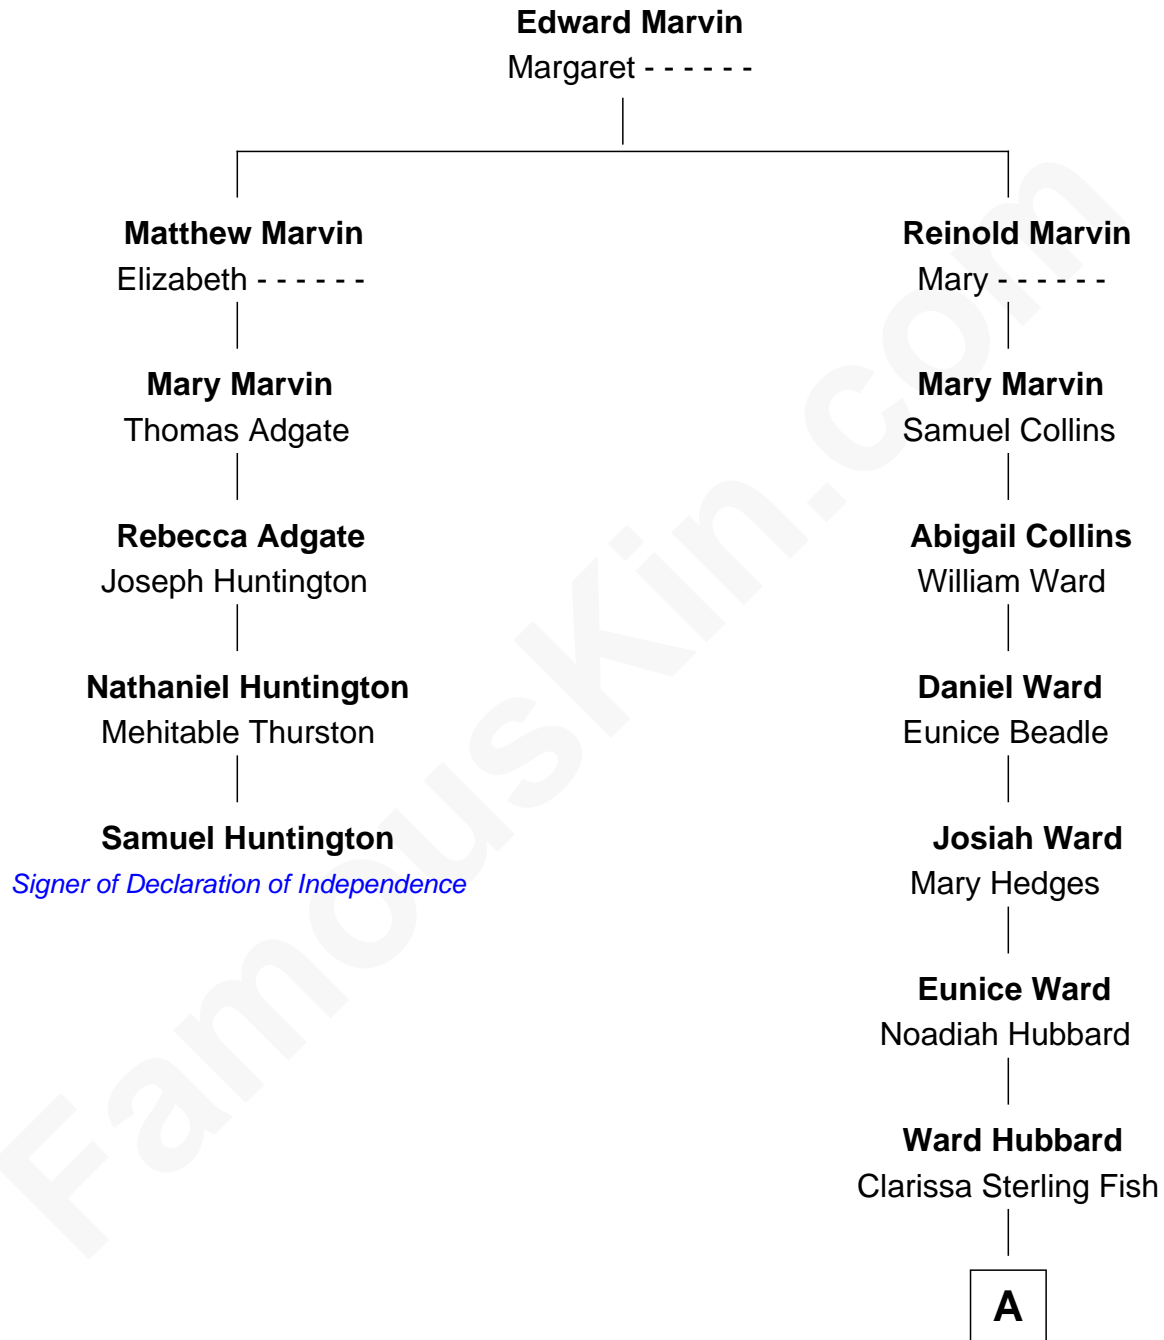 Edward Marvin
Margaret - - - - - -
Matthew Marvin
Elizabeth - - - - - -
Mary Marvin
Thomas Adgate
Rebecca Adgate
Joseph Huntington
Nathaniel Huntington
Mehitable Thurston
Samuel Huntington
Signer of Declaration of Independence
Reinold Marvin
Mary - - - - - -
Mary Marvin
Samuel Collins
Abigail Collins
William Ward
Daniel Ward
Eunice Beadle
Josiah Ward
Mary Hedges
Eunice Ward
Noadiah Hubbard
Ward Hubbard
Clarissa Sterling Fish
A
FamousKin.com